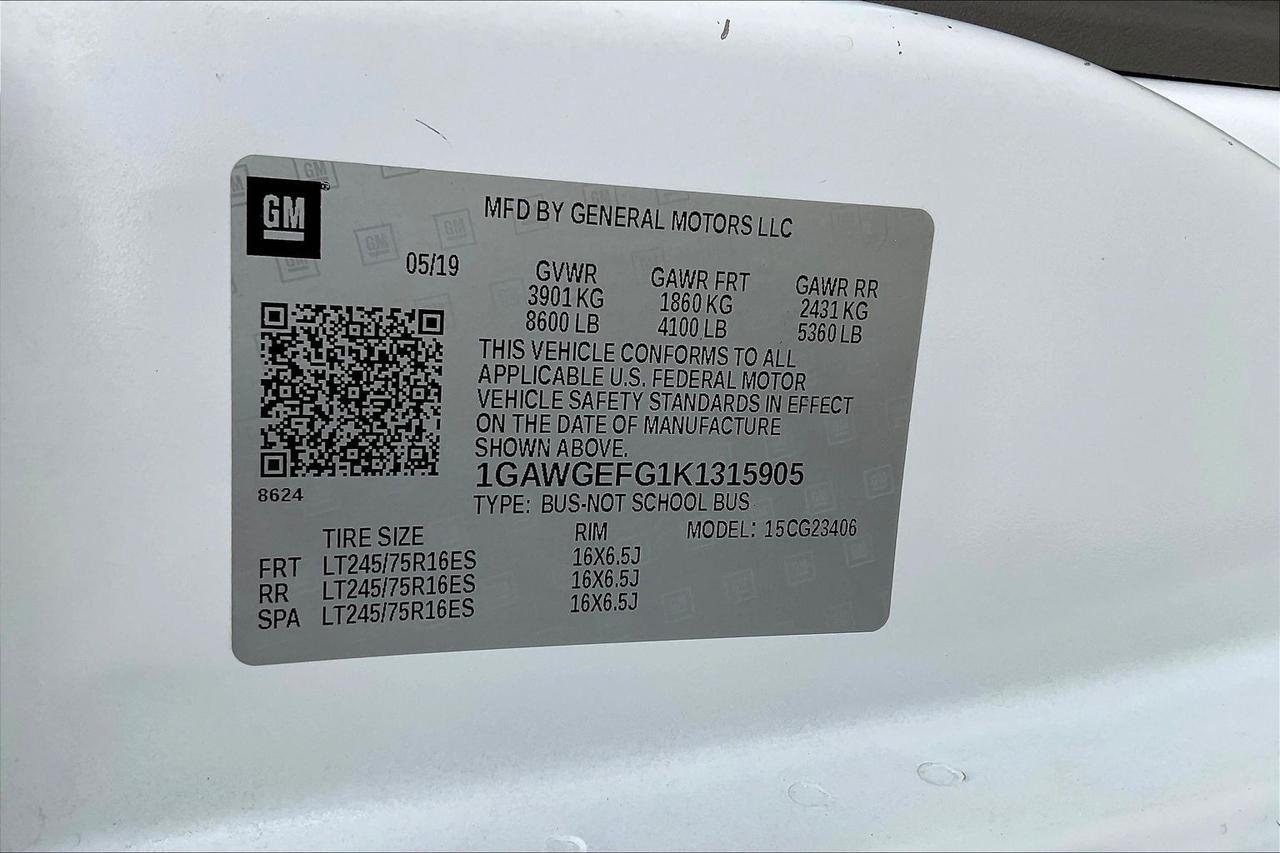 GM
MFD BY GENERAL MOTORS LLC
05/19
GVWR GAWR FRT GAWR RR
3901 KG 1860 KG 2431 KG
8600 LB 4100 LB 5360 LB
THIS VEHICLE CONFORMS TO ALL
APPLICABLE U.S. FEDERAL MOTOR
VEHICLE SAFETY STANDARDS IN EFFECT
ON THE DATE OF MANUFACTURE
SHOWN ABOVE.
1GAWGEFG1K1315905
8624
TYPE: BUS-NOT SCHOOL BUS
TIRE SIZE RIM MODEL: 15CG23406
FRT LT245/75R16ES 16X6.5J
RR LT245/75R16ES 16X6.5J
SPA LT245/75R16ES 16X6.5J